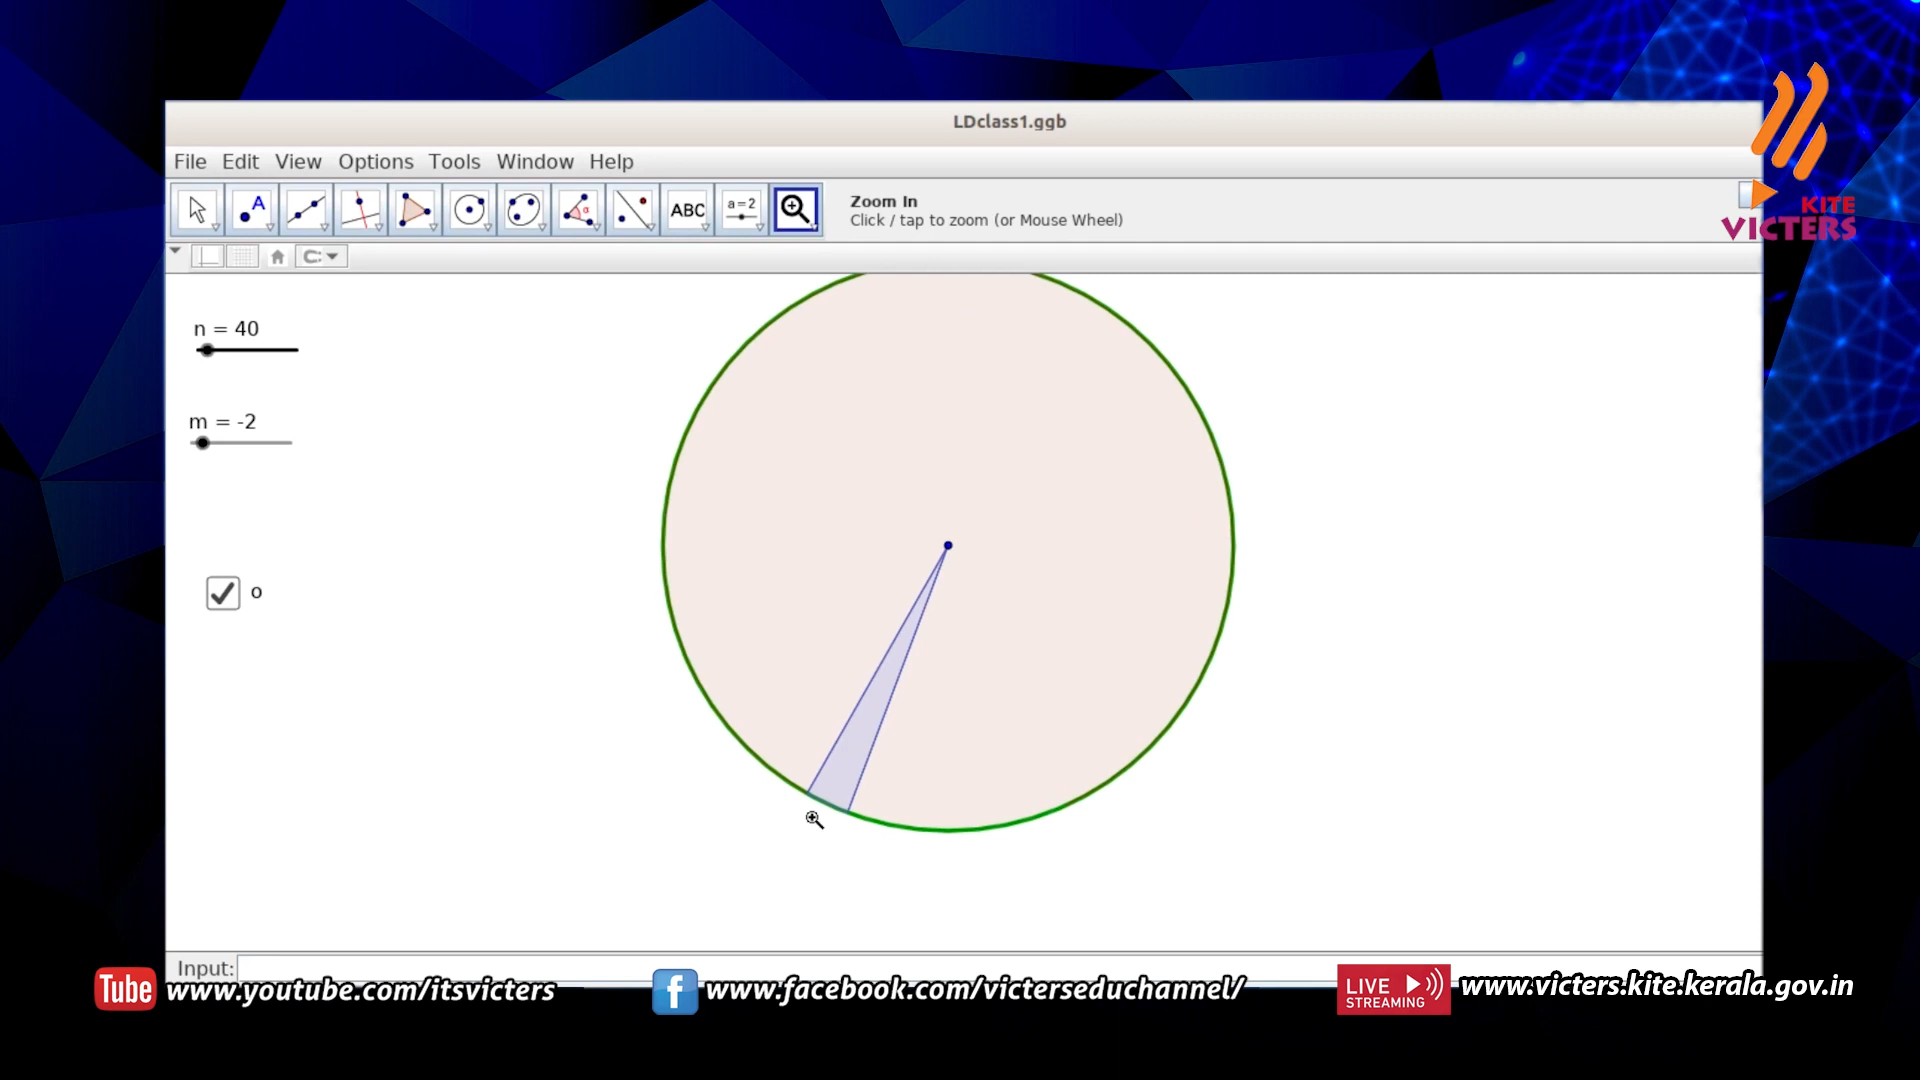 LDclass1.ggb
File Edit View Options Tools Window Help
A
α
ABC
a=2
Zoom In
Click / tap to zoom (or Mouse Wheel)
KITE
VICTERS
n = 40
m = -2
o
Input:
Tube www.youtube.com/itsvicters
f www.facebook.com/victerseduchannel/
LIVE
STREAMING
www.victers.kite.kerala.gov.in